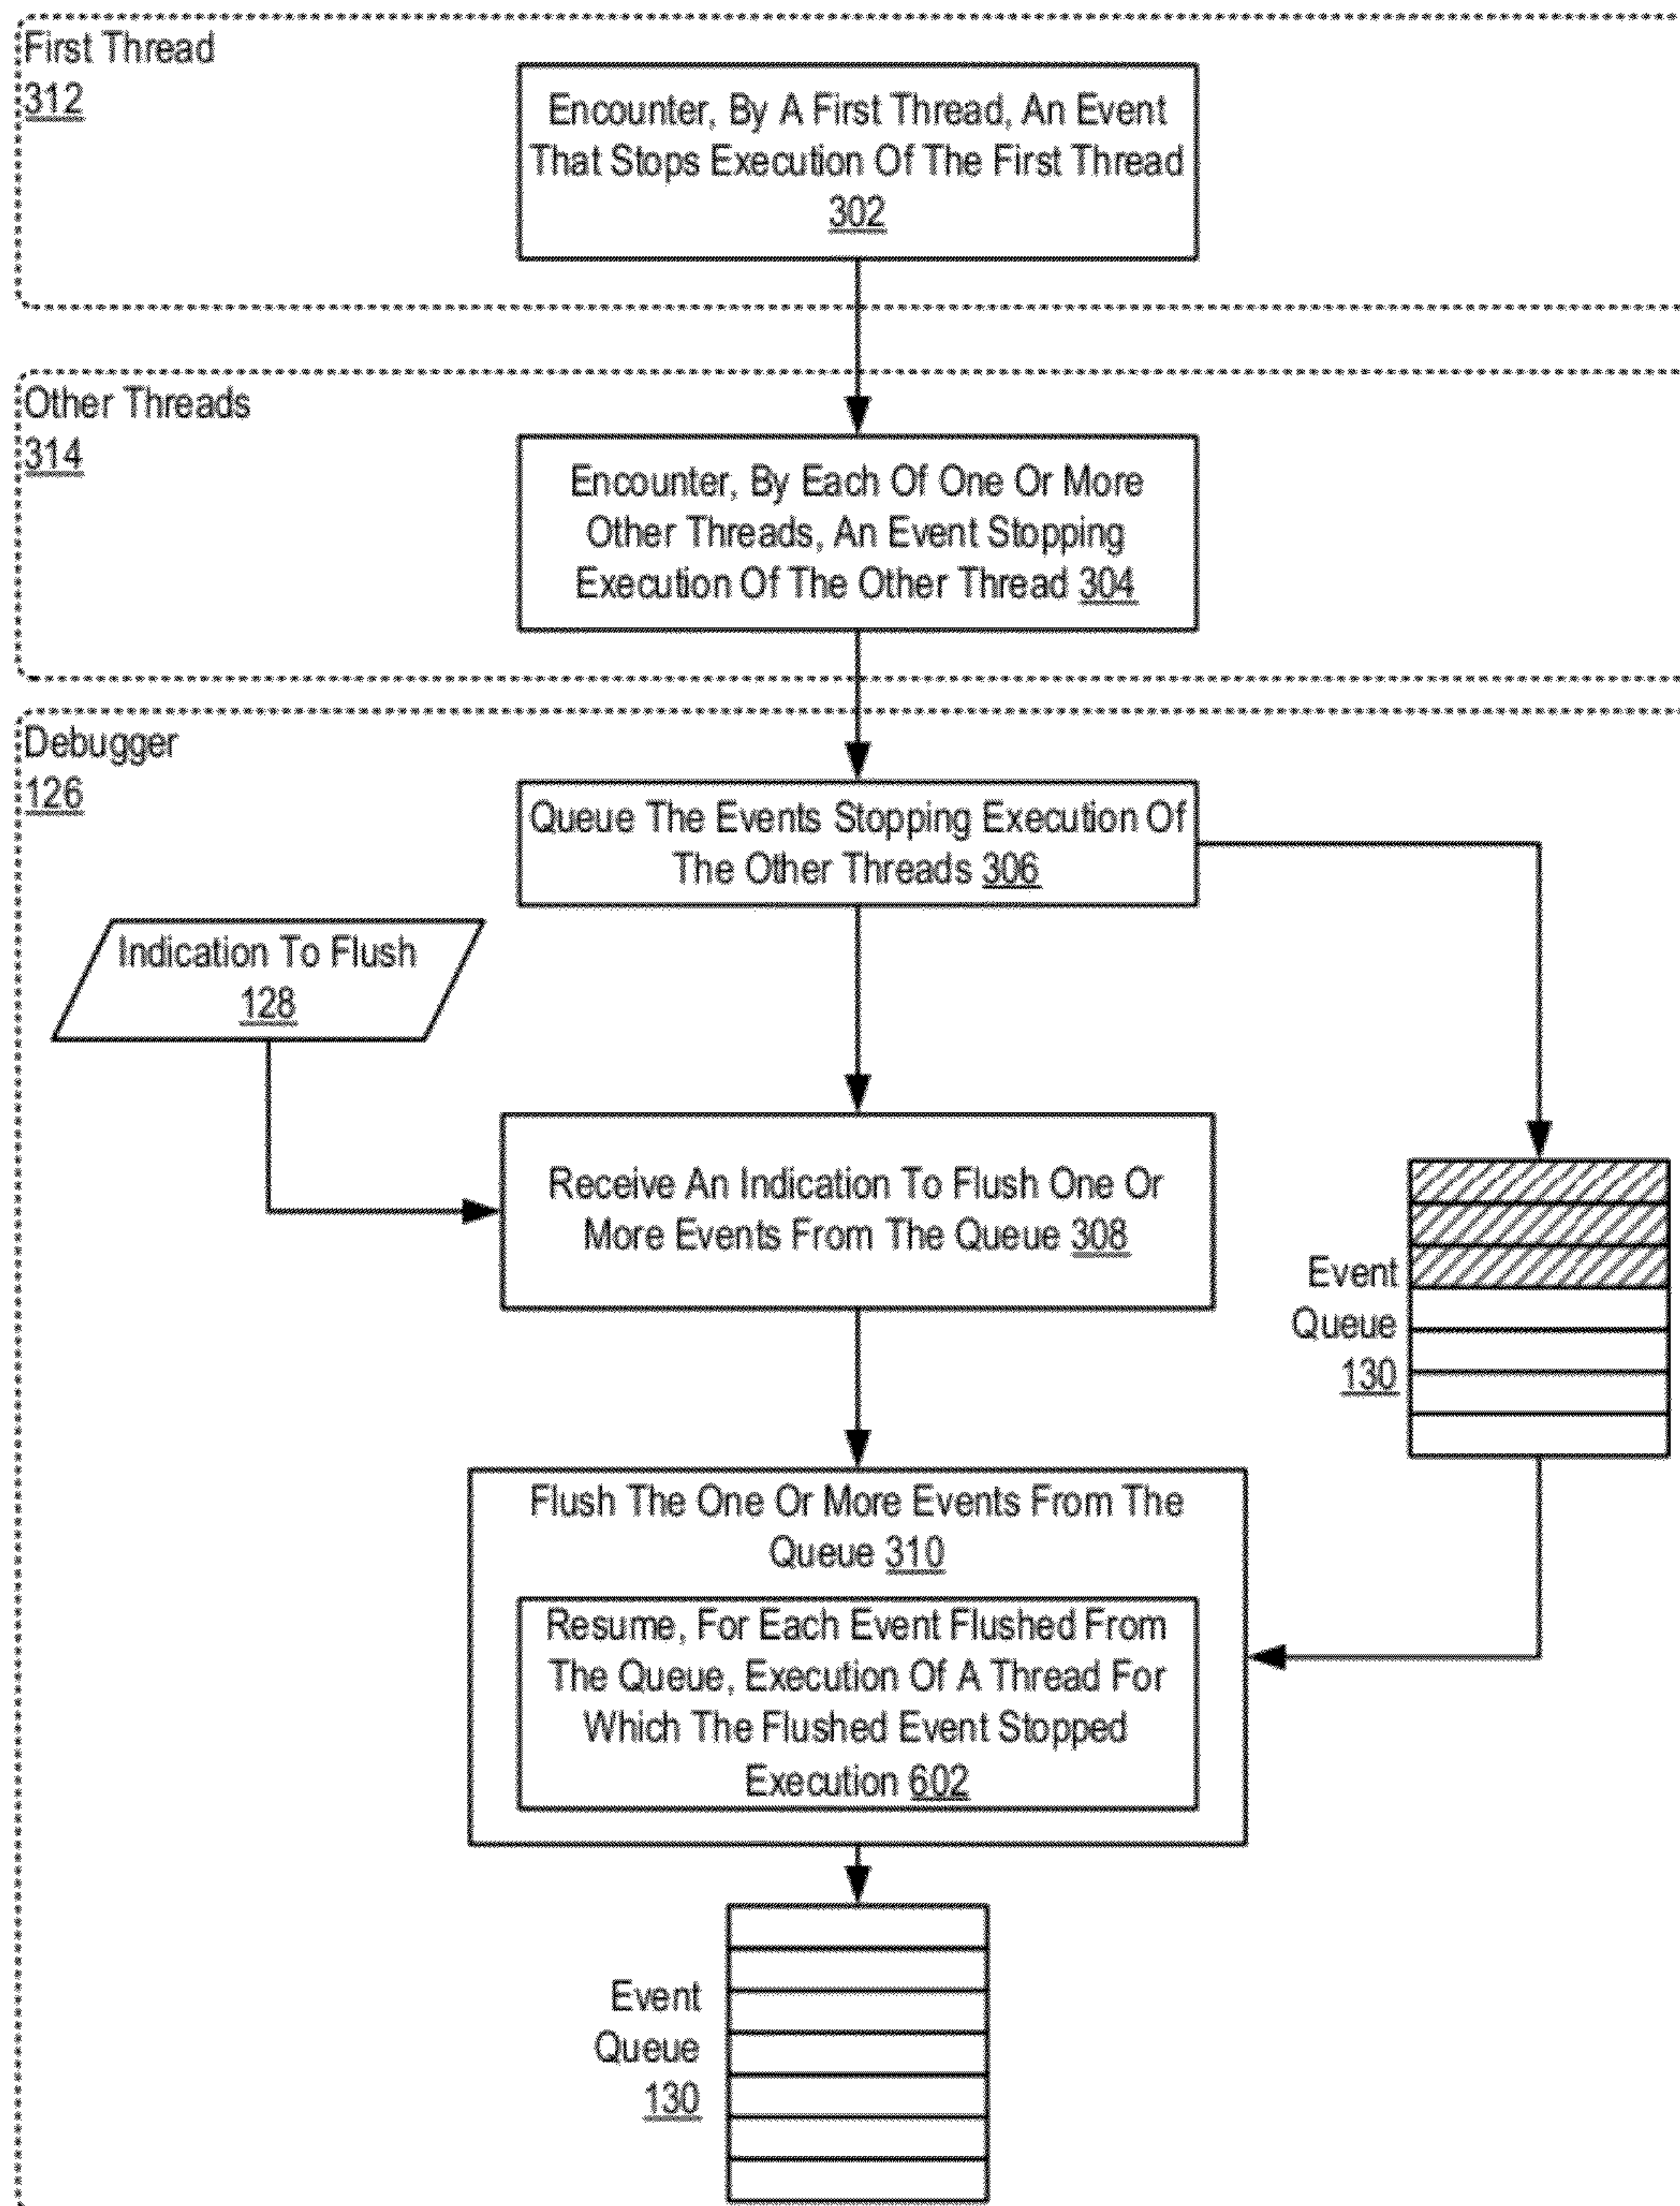 First Thread
312
Encounter, By A First Thread, An Event
That Stops Execution Of The First Thread
302
Other Threads
314
Encounter, By Each Of One Or More
Other Threads, An Event Stopping
Execution Of The Other Thread 304
Debugger
126
Queue The Events Stopping Execution Of
The Other Threads 306
Indication To Flush
128
Receive An Indication To Flush One Or
More Events From The Queue 308
Event
Queue
130
Flush The One Or More Events From The
Queue 310
Resume, For Each Event Flushed From
The Queue, Execution Of A Thread For
Which The Flushed Event Stopped
Execution 602
Event
Queue
130